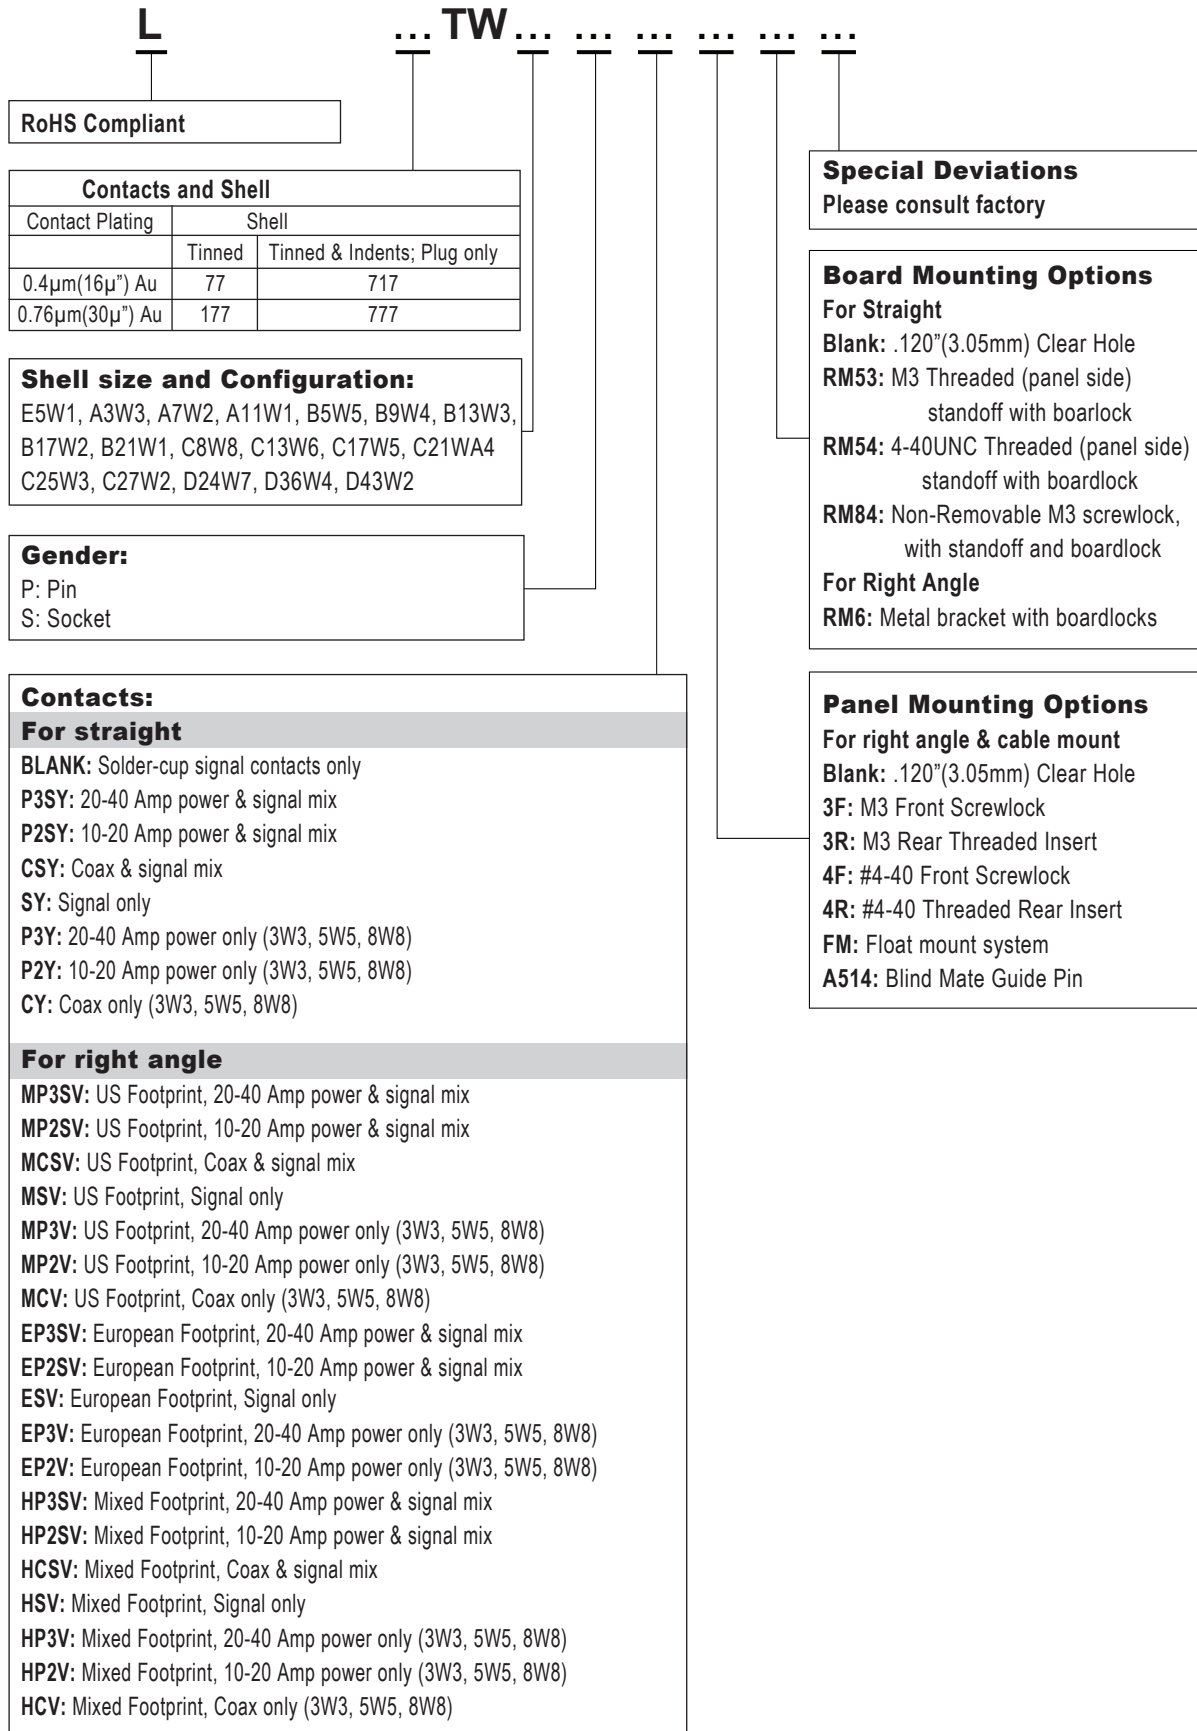 L ... TW ... ... ... ... ... ...
RoHS Compliant
Contacts and Shell
Contact Plating Shell
Tinned Tinned & Indents; Plug only
0.4µm(16µ”) Au 77 717
0.76µm(30µ”) Au 177 777
Shell size and Configuration:
E5W1, A3W3, A7W2, A11W1, B5W5, B9W4, B13W3,
B17W2, B21W1, C8W8, C13W6, C17W5, C21WA4
C25W3, C27W2, D24W7, D36W4, D43W2
Gender:
P: Pin
S: Socket
Contacts:
For straight
BLANK: Solder-cup signal contacts only
P3SY: 20-40 Amp power & signal mix
P2SY: 10-20 Amp power & signal mix
CSY: Coax & signal mix
SY: Signal only
P3Y: 20-40 Amp power only (3W3, 5W5, 8W8)
P2Y: 10-20 Amp power only (3W3, 5W5, 8W8)
CY: Coax only (3W3, 5W5, 8W8)
For right angle
MP3SV: US Footprint, 20-40 Amp power & signal mix
MP2SV: US Footprint, 10-20 Amp power & signal mix
MCSV: US Footprint, Coax & signal mix
MSV: US Footprint, Signal only
MP3V: US Footprint, 20-40 Amp power only (3W3, 5W5, 8W8)
MP2V: US Footprint, 10-20 Amp power only (3W3, 5W5, 8W8)
MCV: US Footprint, Coax only (3W3, 5W5, 8W8)
EP3SV: European Footprint, 20-40 Amp power & signal mix
EP2SV: European Footprint, 10-20 Amp power & signal mix
ESV: European Footprint, Signal only
EP3V: European Footprint, 20-40 Amp power only (3W3, 5W5, 8W8)
EP2V: European Footprint, 10-20 Amp power only (3W3, 5W5, 8W8)
HP3SV: Mixed Footprint, 20-40 Amp power & signal mix
HP2SV: Mixed Footprint, 10-20 Amp power & signal mix
HCSV: Mixed Footprint, Coax & signal mix
HSV: Mixed Footprint, Signal only
HP3V: Mixed Footprint, 20-40 Amp power only (3W3, 5W5, 8W8)
HP2V: Mixed Footprint, 10-20 Amp power only (3W3, 5W5, 8W8)
HCV: Mixed Footprint, Coax only (3W3, 5W5, 8W8)
Special Deviations
Please consult factory
Board Mounting Options
For Straight
Blank: .120”(3.05mm) Clear Hole
RM53: M3 Threaded (panel side)
standoff with boarlock
RM54: 4-40UNC Threaded (panel side)
standoff with boardlock
RM84: Non-Removable M3 screwlock,
with standoff and boardlock
For Right Angle
RM6: Metal bracket with boardlocks
Panel Mounting Options
For right angle & cable mount
Blank: .120”(3.05mm) Clear Hole
3F: M3 Front Screwlock
3R: M3 Rear Threaded Insert
4F: #4-40 Front Screwlock
4R: #4-40 Threaded Rear Insert
FM: Float mount system
A514: Blind Mate Guide Pin